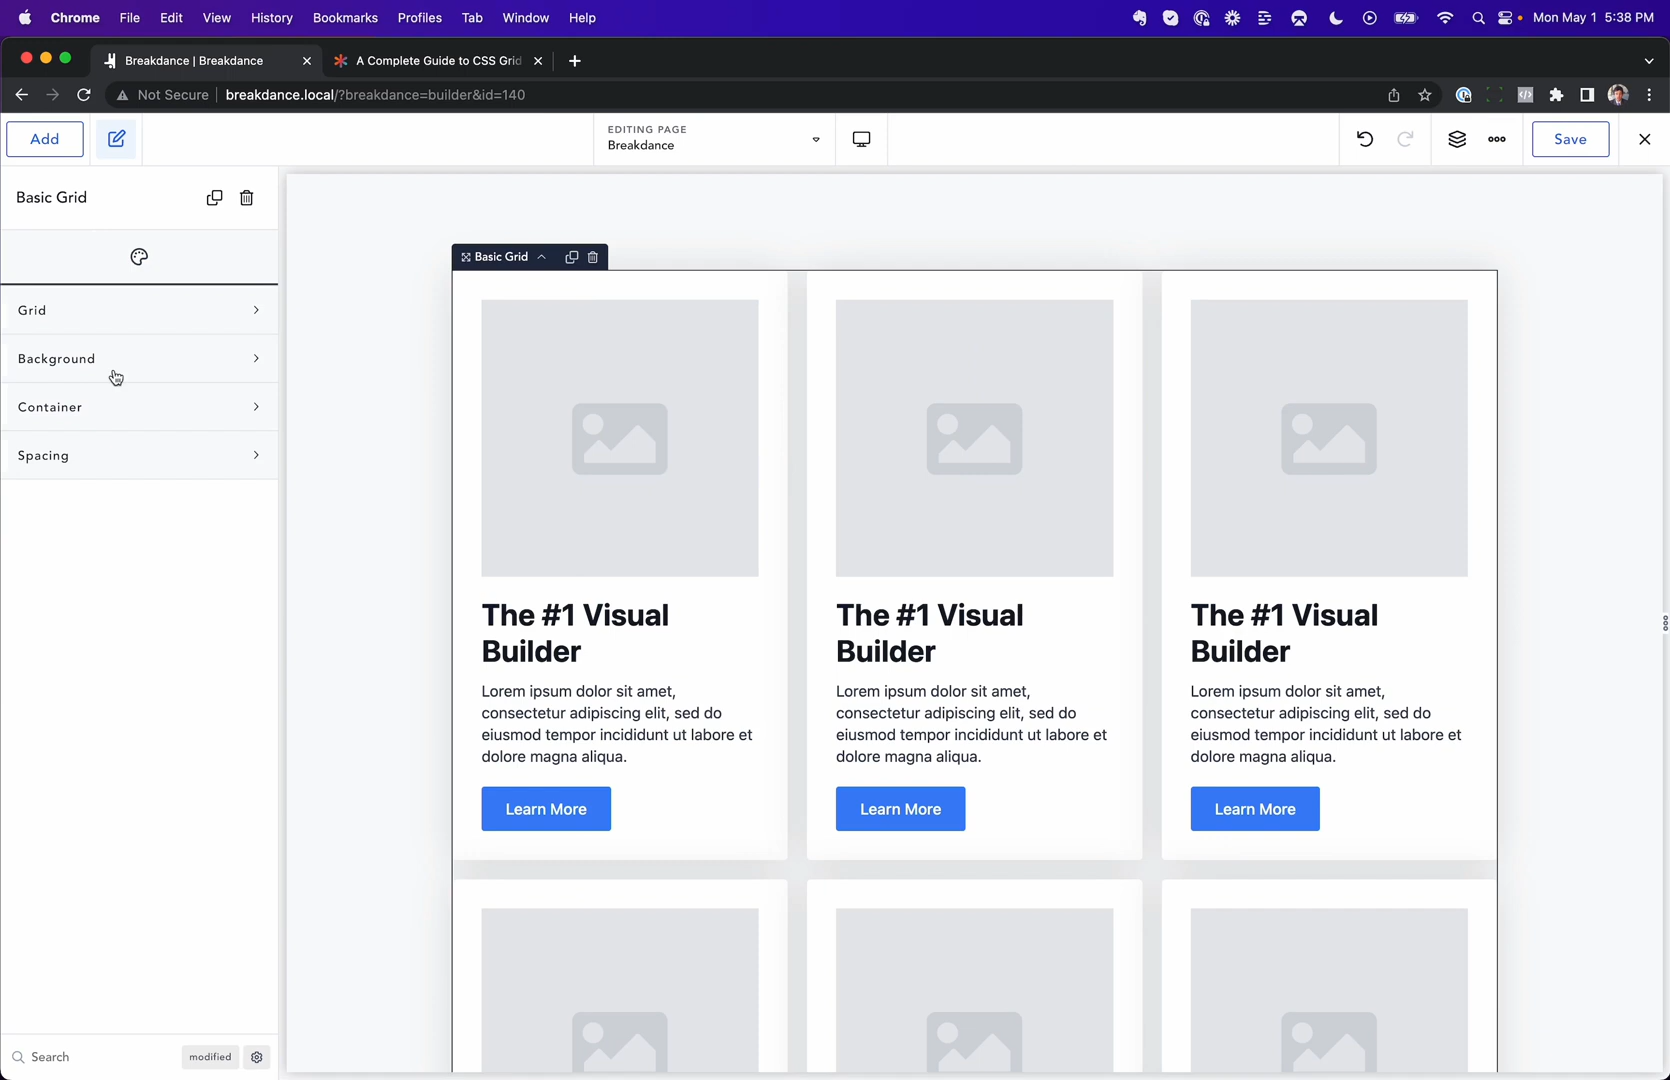 Chrome File Edit View History Bookmarks Profiles Tab Window Help Mon May 1 5:38 PM
Breakdance | Breakdance A Complete Guide to CSS Grid
Not Secure breakdance.local/?breakdance=builder&id=140
Add EDITING PAGE Save
Breakdance
Basic Grid
Grid
Background
Container
Spacing
Basic Grid
The #1 Visual
Builder
Lorem ipsum dolor sit amet,
consectetur adipiscing elit, sed do
eiusmod tempor incididunt ut labore et
dolore magna aliqua.
Learn More
The #1 Visual
Builder
Lorem ipsum dolor sit amet,
consectetur adipiscing elit, sed do
eiusmod tempor incididunt ut labore et
dolore magna aliqua.
Learn More
The #1 Visual
Builder
Lorem ipsum dolor sit amet,
consectetur adipiscing elit, sed do
eiusmod tempor incididunt ut labore et
dolore magna aliqua.
Learn More
Search modified